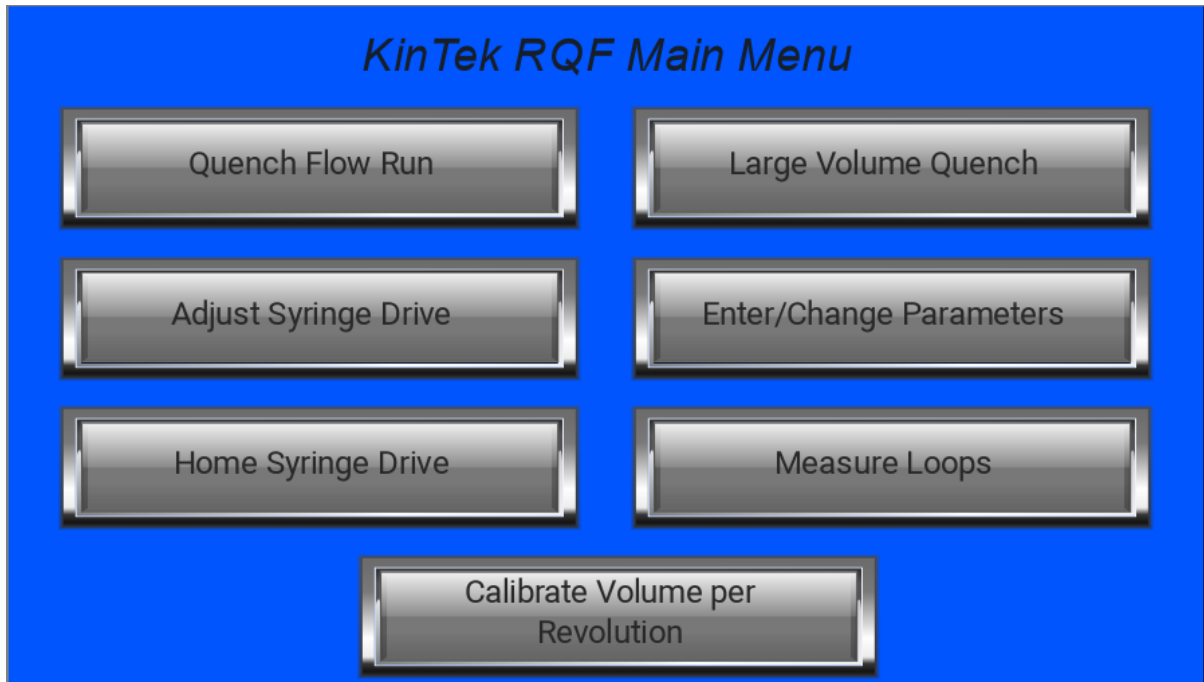 KinTek RQF Main Menu
Quench Flow Run
Large Volume Quench
Adjust Syringe Drive
Enter/Change Parameters
Home Syringe Drive
Measure Loops
Calibrate Volume per
Revolution